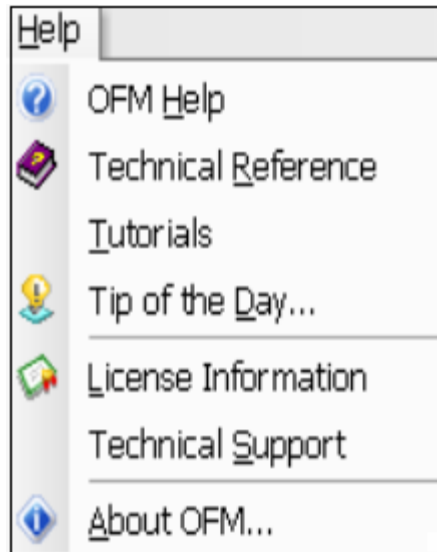 Help
OFM Help
Technical Reference
Tutorials
Tip of the Day...
License Information
Technical Support
About OFM...